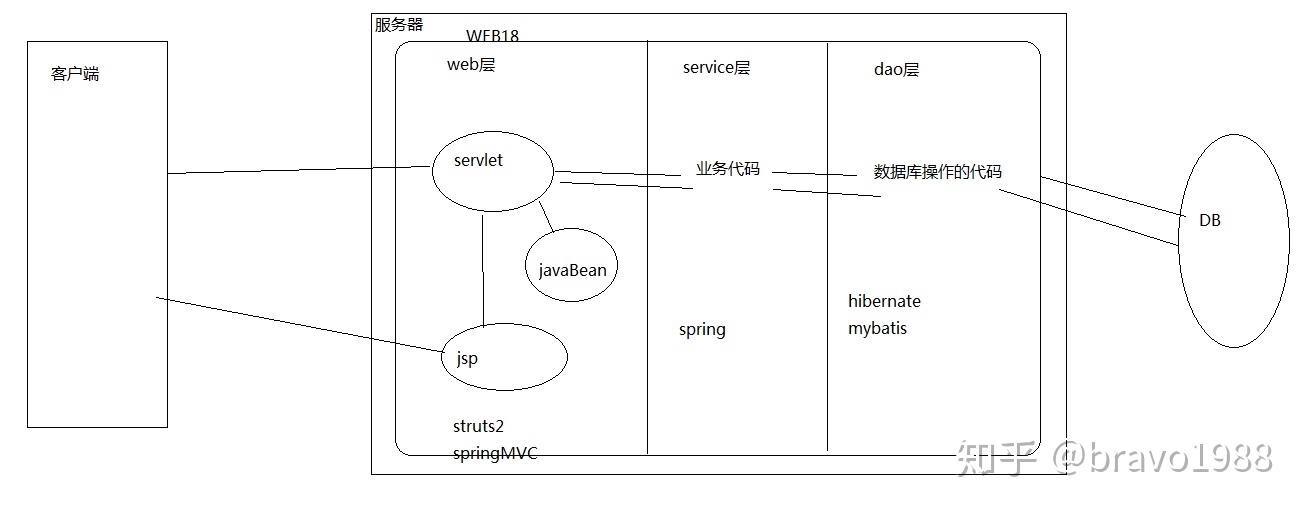 服务器
WEB18
客户端
web层
service层
dao层
servlet
业务代码
数据库操作的代码
DB
javaBean
hibernate
mybatis
spring
jsp
struts2
springMVC
知乎 @bravo1988